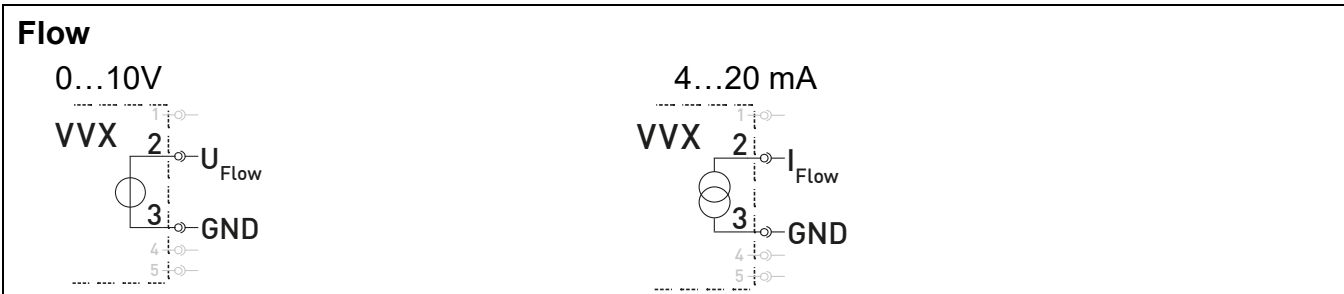 Flow
0…10V 4…20 mA
1 1
VVX 2 U Flow VVX 2 I Flow
3 GND 3 GND
4 4
5 5